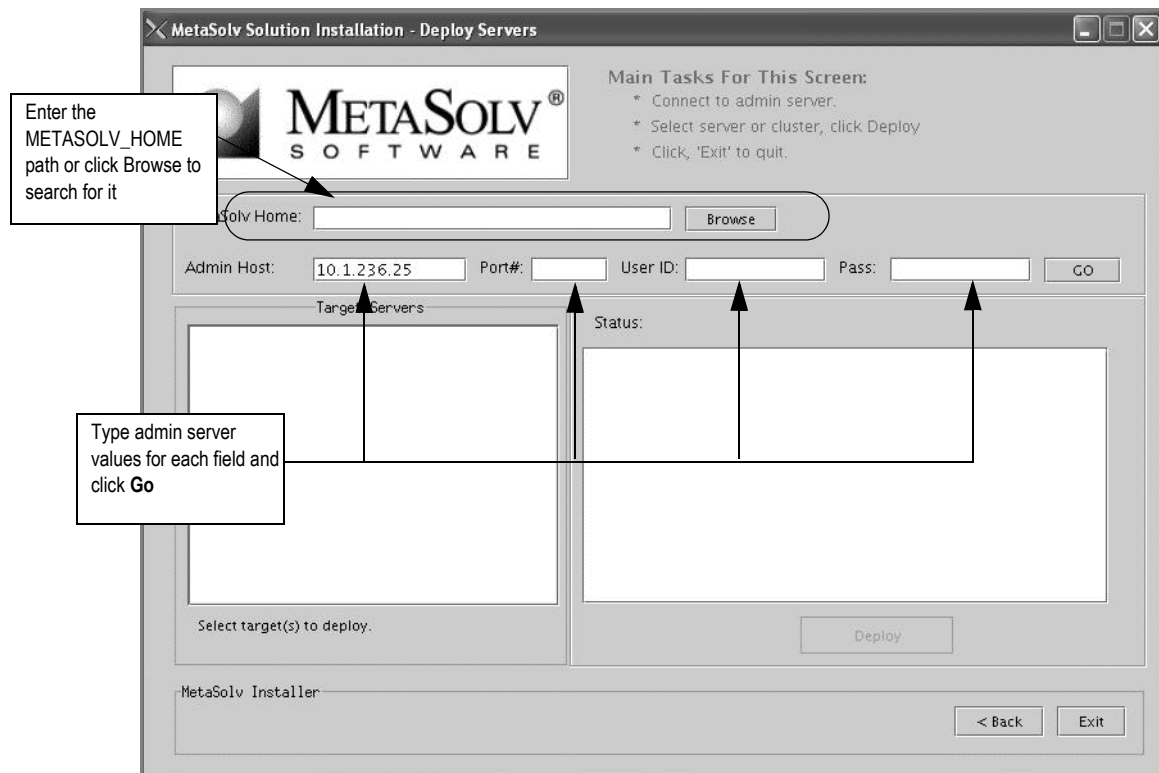 MetaSolv Solution Installation - Deploy Servers
METASOLV®
SOFTWARE
Main Tasks For This Screen:
* Connect to admin server.
* Select server or cluster, click Deploy
* Click, 'Exit' to quit.
Enter the
METASOLV_HOME
path or click Browse to
search for it
Solv Home:
Browse
Admin Host: 10.1.236.25 Port#: User ID: Pass: GO
Target Servers
Status:
Type admin server
values for each field and
click Go
Select target(s) to deploy.
Deploy
MetaSolv Installer
< Back Exit